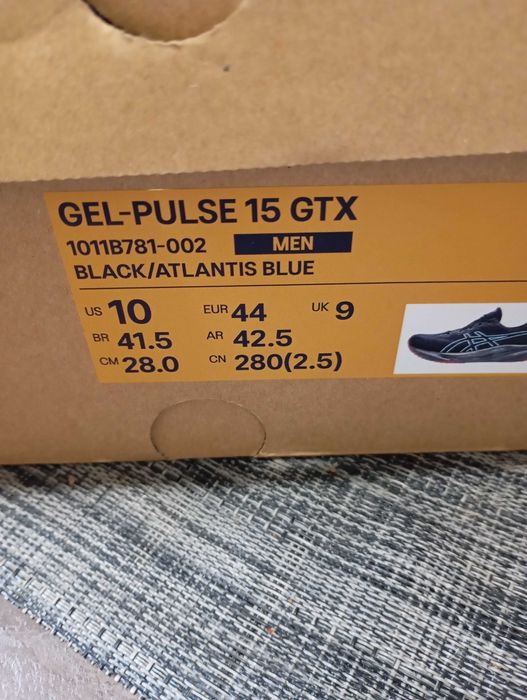 GEL-PULSE 15 GTX
1011B781-002 MEN
BLACK/ATLANTIS BLUE
US 10 EUR 44 UK 9
BR 41.5 AR 42.5
CM 28.0 CN 280(2.5)